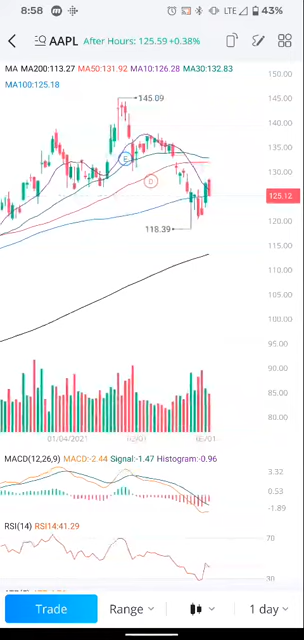 8:58 m LTE 43%
AAPL After Hours: 125.59 +0.38%
MA MA200:113.27 MA50:131.92 MA10:126.28 MA30:132.83
MA100:125.18
150.00
145.09
145.00
140.00
135.00
E
130.00
D
125.12
120.00
118.39
115.00
110.00
105.00
100.00
95.00
90.00
85.00
80.00
01/04/2021
MACD(12,26,9) MACD:-2.44 Signal:-1.47 Histogram:-0.96
3.32
0.53
-1.89
RSI(14) RSI14:41.29
70
30
Trade Range 1 day